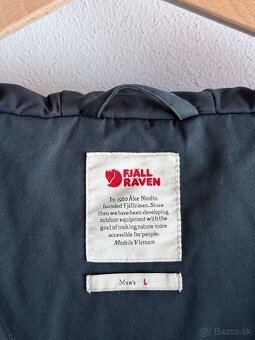 FJÄLL
RÄVEN
In 1960 Åke Nordin
founded Fjällräven. Since
then we have been developing
outdoor equipment with the
goal of making nature more
accessible for people.
Made in Vietnam
Men's L
© Bazos.sk